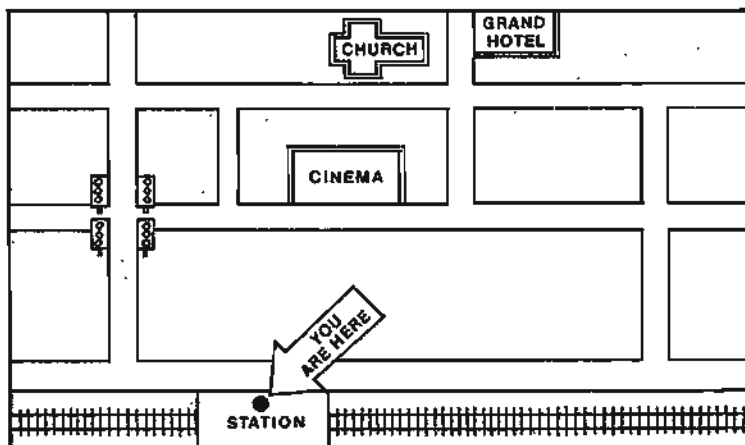 GRAND
HOTEL
CHURCH
CINEMA
YOU
ARE HERE
STATION